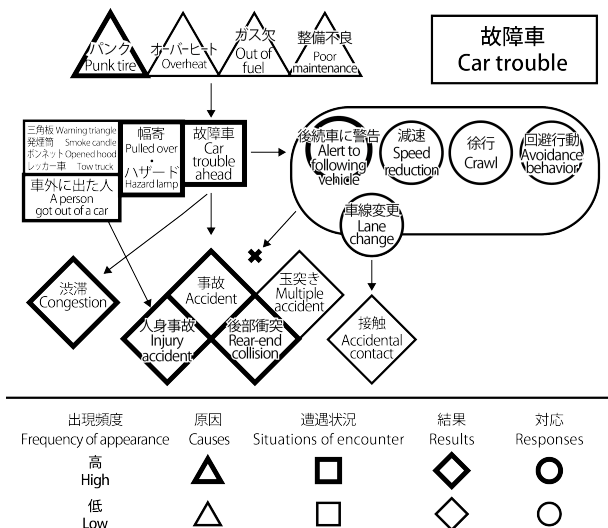 故障車
Car trouble
パンク
Punk tire
オーバーヒート
Overheat
ガス欠
Out of
fuel
整備不良
Poor
maintenance
三角板 Warning triangle
発煙筒 Smoke candle
ボンネット Opened hood
レッカー車 Tow truck
車外に出た人
A person
got out of a car
幅寄
Pulled over
・
ハザード
Hazard lamp
故障車
Car
trouble
ahead
後続車に警告
Alert to
following
vehicle
減速
Speed
reduction
徐行
Crawl
回避行動
Avoidance
behavior
車線変更
Lane
change
渋滞
Congestion
事故
Accident
玉突き
Multiple
accident
人身事故
Injury
accident
後部衝突
Rear-end
collision
接触
Accidental
contact
出現頻度 原因 遭遇状況 結果 対応
Frequency of appearance Causes Situations of encounter Results Responses
高
High
低
Low